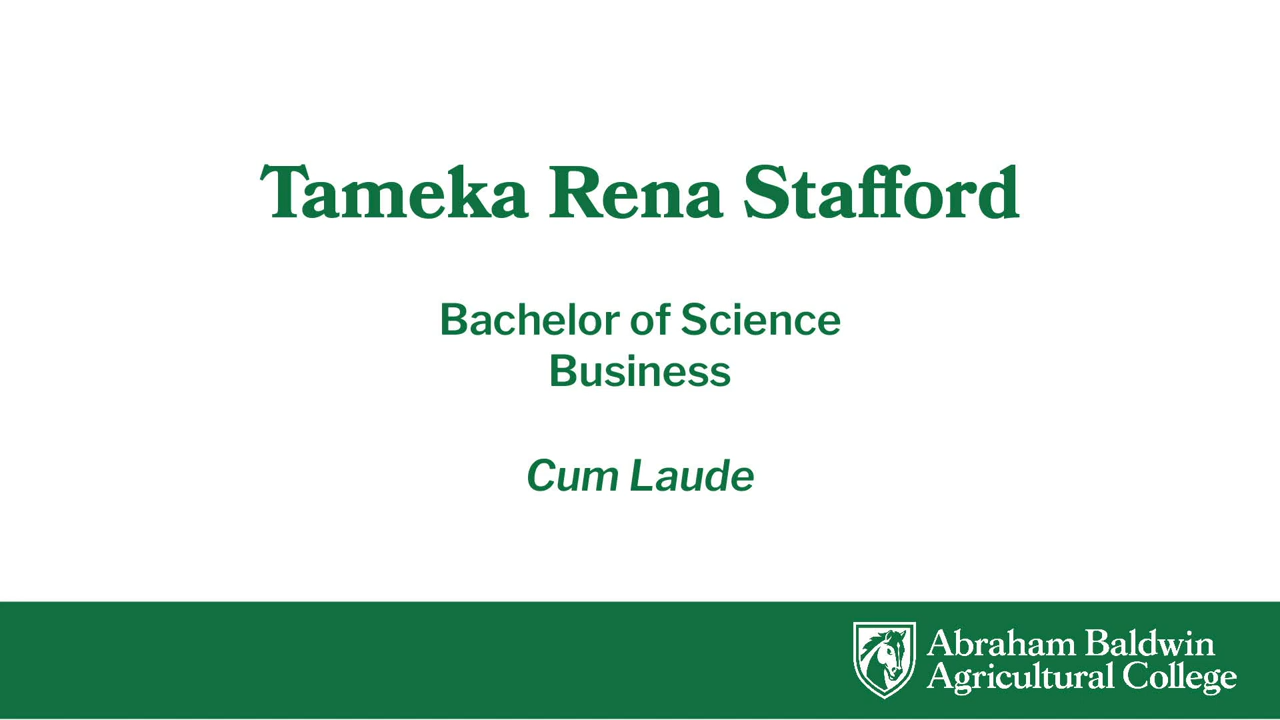 Tameka Rena Stafford
Bachelor of Science
Business
Cum Laude
Abraham Baldwin
Agricultural College